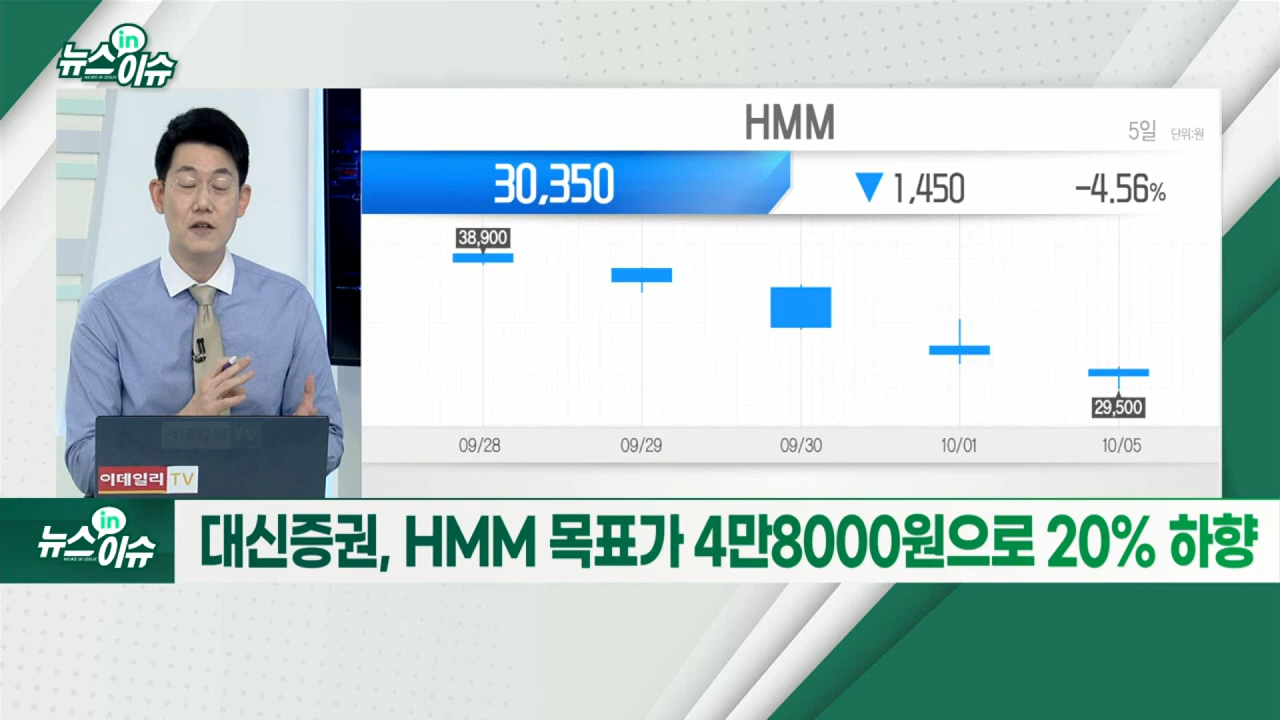 뉴스in이슈
HMM
5일 단위:원
30,350 ▼ 1,450 -4.56%
38,900
29,500
09/28 09/29 09/30 10/01 10/05
이데일리TV
뉴스in이슈
NEWS IN ISSUE
대신증권, HMM 목표가 4만8000원으로 20% 하향